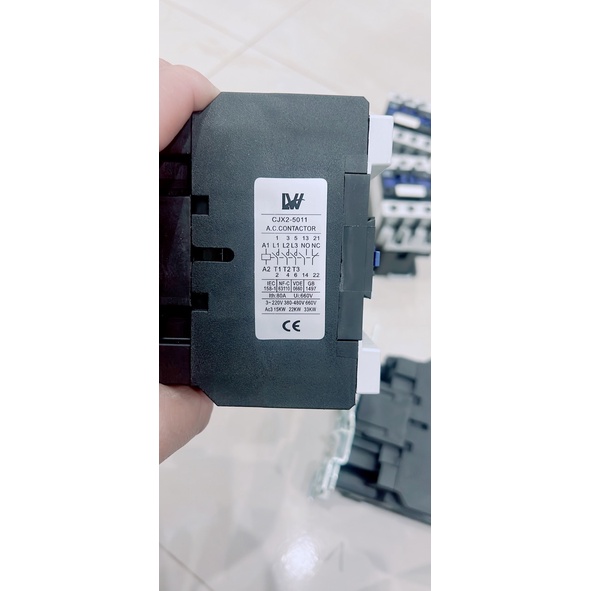 LW
CJX2-5011
A.C.CONTACTOR
1 3 5 13 21
A1 L1 L2 L3 NO NC
A2 T1 T2 T3
2 4 6 14 22
IEC NF-C VDE GB
158-1 63110 0660 1497
Ith:80A Ui:660V
3~220V 380-480V 660V
Ac3 15KW 22KW 33KW
CE